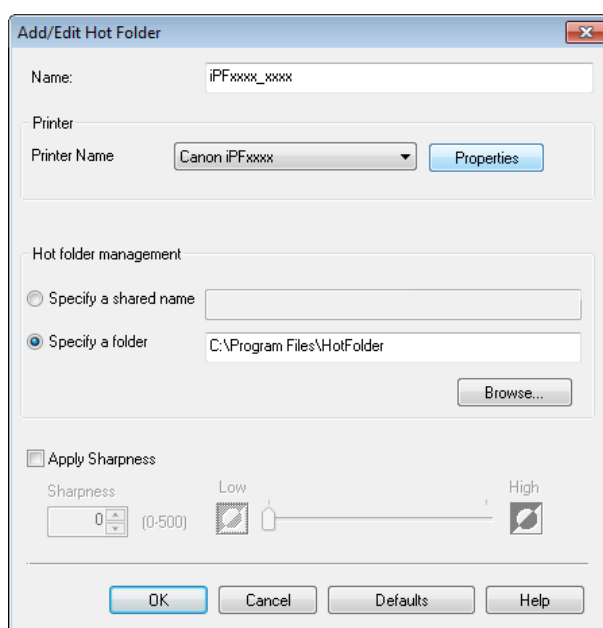 Add/Edit Hot Folder
Name: iPFxxxx_xxxx
Printer
Printer Name Canon iPFxxxx Properties
Hot folder management
Specify a shared name
Specify a folder C:\Program Files\HotFolder
Browse...
Apply Sharpness
Sharpness Low High
0 (0-500)
OK Cancel Defaults Help